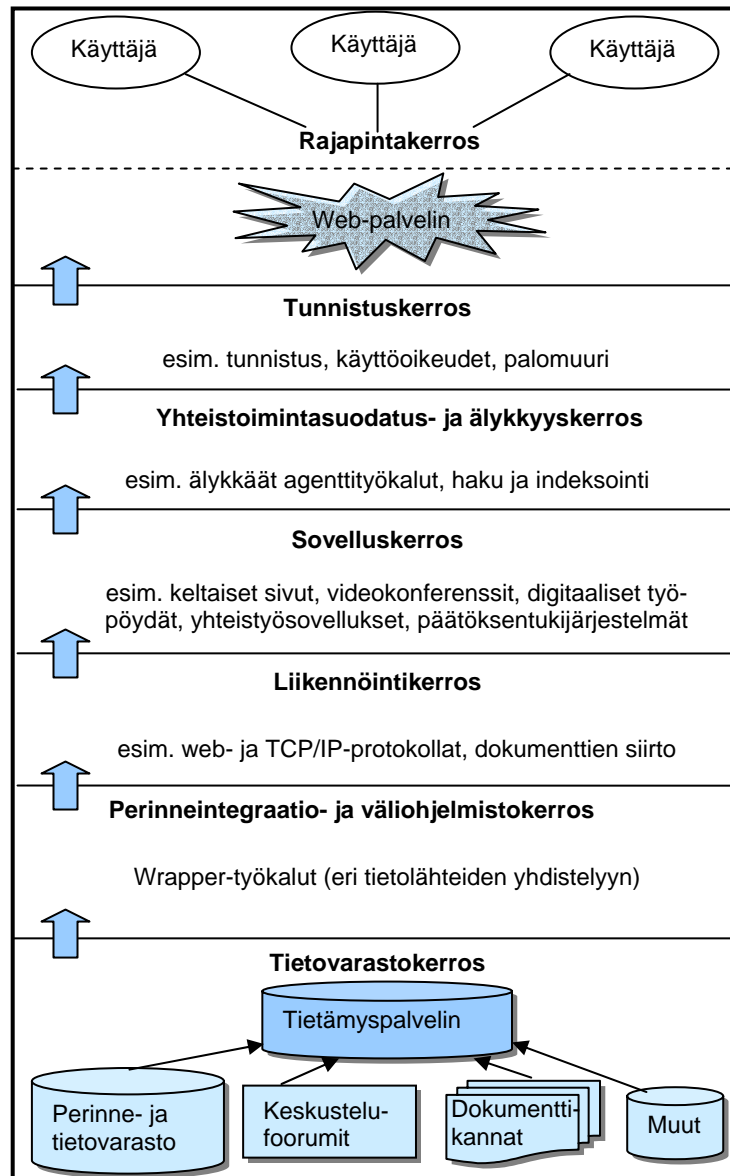 Käyttäjä
Käyttäjä
Käyttäjä
Rajapintakerros
Web-palvelin
Tunnistuskerros
esim. tunnistus, käyttöoikeudet, palomuuri
Yhteistoimintasuodatus- ja älykkyyskerros
esim. älykkäät agenttityökalut, haku ja indeksointi
Sovelluskerros
esim. keltaiset sivut, videokonferenssit, digitaaliset työ-
pöydät, yhteistyösovellukset, päätöksentukijärjestelmät
Liikennöintikerros
esim. web- ja TCP/IP-protokollat, dokumenttien siirto
Perinneintegraatio- ja väliohjelmistokerros
Wrapper-työkalut (eri tietolähteiden yhdistelyyn)
Tietovarastokerros
Tietämyspalvelin
Perinne- ja
tietovarasto
Keskustelu-
foorumit
Dokumentti-
kannat
Muut